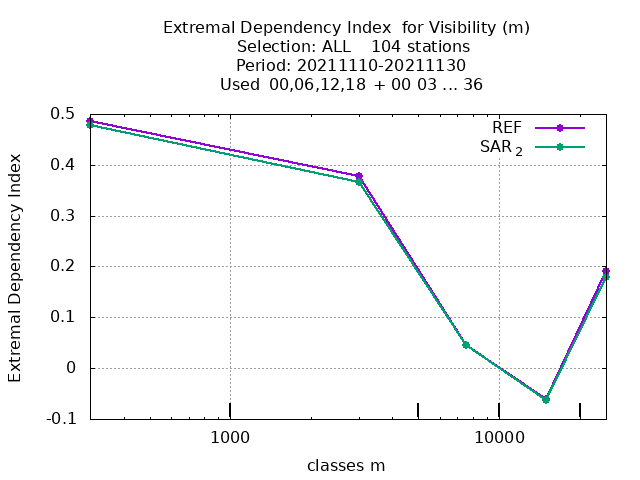 Extremal Dependency Index  for Visibility (m)
Selection: ALL    104 stations
Period: 20211110-20211130
Used  00,06,12,18  + 00 03 ... 36
Extremal Dependency Index
0.5
0.4
0.3
0.2
0.1
0
-0.1
REF
SAR 2
1000
10000
classes m